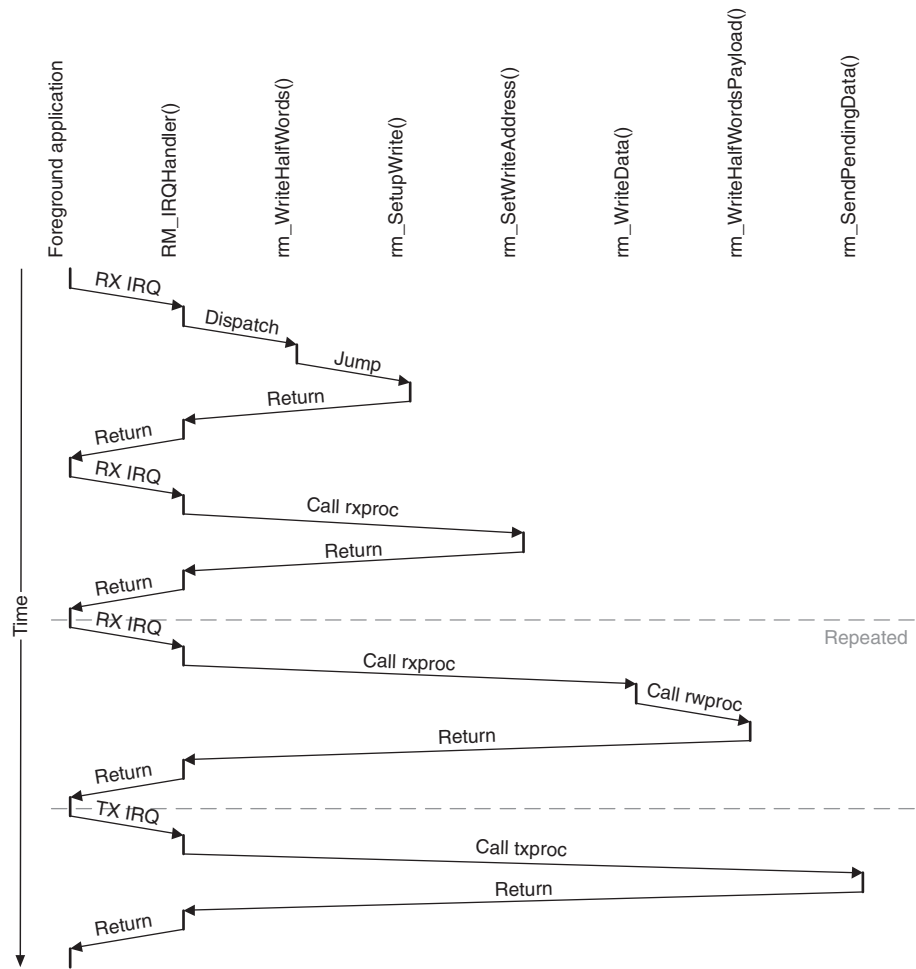 Foreground application
RM_IRQHandler()
rm_WriteHalfWords()
rm_SetupWrite()
rm_SetWriteAddress()
rm_WriteData()
rm_WriteHalfWordsPayload()
rm_SendPendingData()
RX IRQ
Dispatch
Jump
Return
Return
RX IRQ
Call rxproc
Return
Return
Time
RX IRQ
Repeated
Call rxproc
Call rwproc
Return
Return
TX IRQ
Call txproc
Return
Return